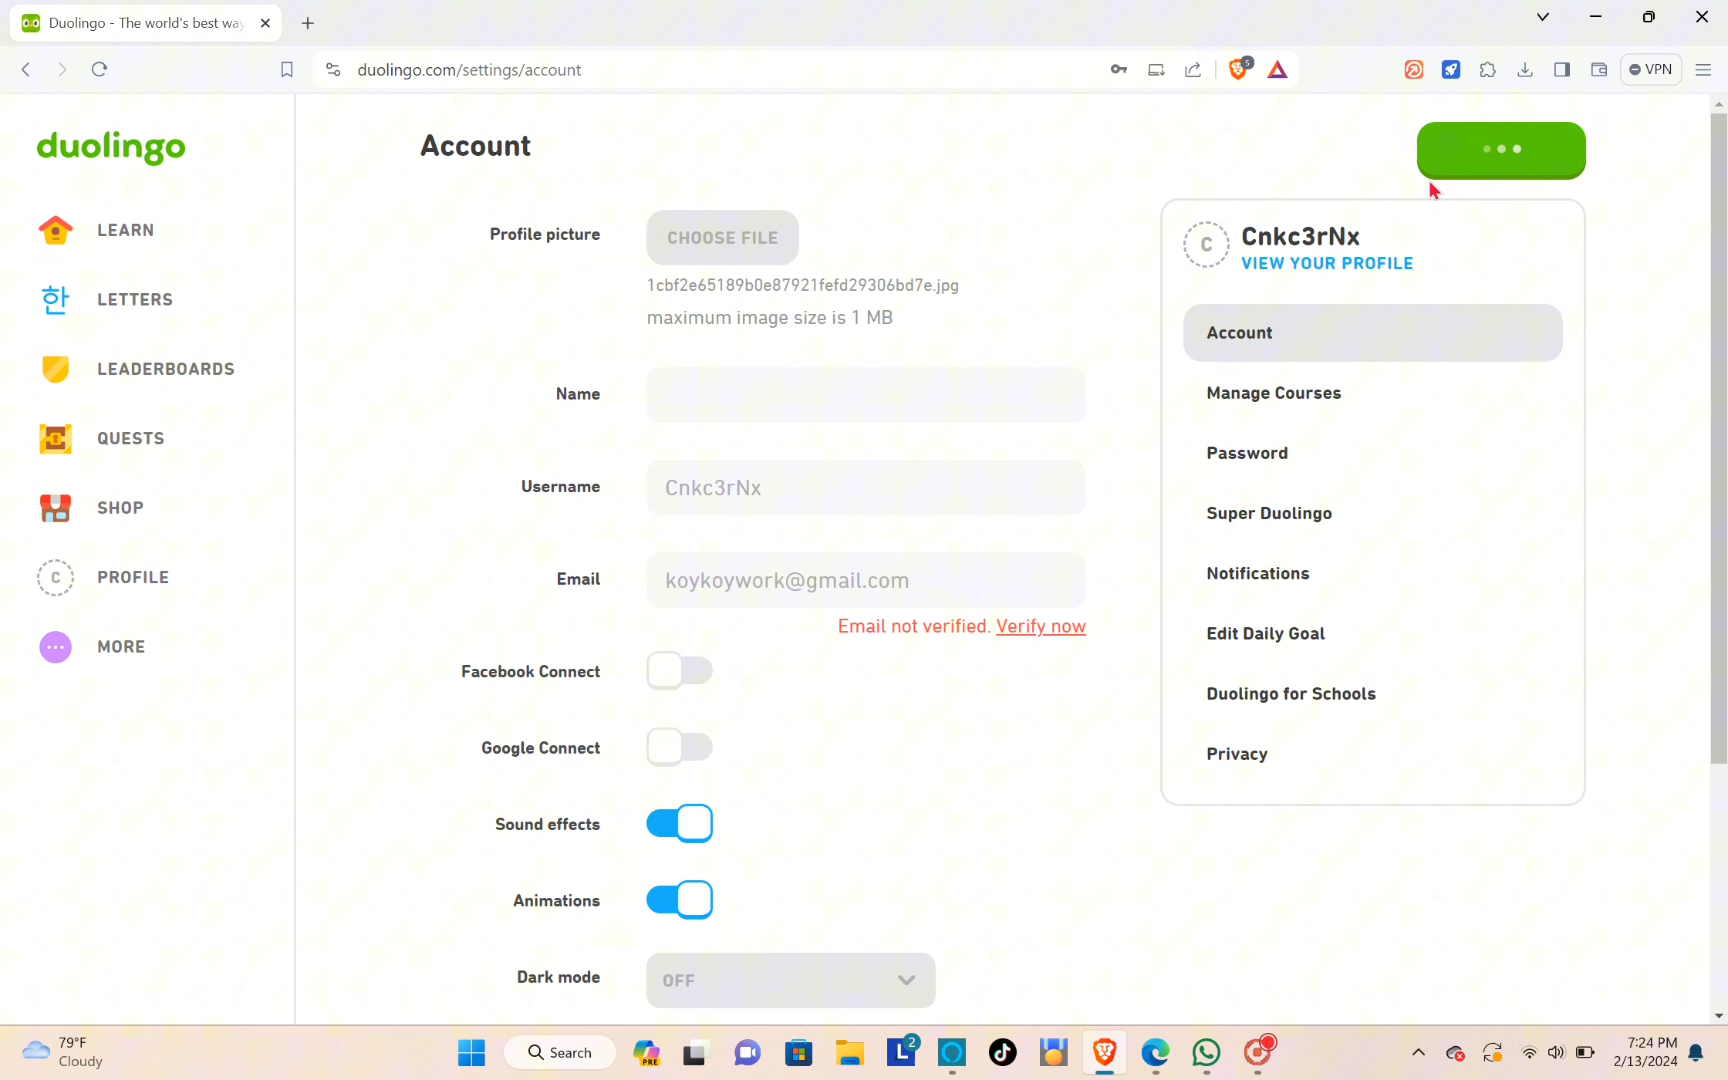 Duolingo - The world's best way
duolingo.com/settings/account
5
VPN
duolingo
LEARN
한 LETTERS
LEADERBOARDS
QUESTS
SHOP
C PROFILE
MORE
Account
Profile picture
CHOOSE FILE
1cbf2e65189b0e87921fefd29306bd7e.jpg
maximum image size is 1 MB
Name
Username
Cnkc3rNx
Email
koykoywork@gmail.com
Email not verified. Verify now
Facebook Connect
Google Connect
Sound effects
Animations
Dark mode
OFF
C
Cnkc3rNx
VIEW YOUR PROFILE
Account
Manage Courses
Password
Super Duolingo
Notifications
Edit Daily Goal
Duolingo for Schools
Privacy
79°F
Cloudy
Search
PRE
L
2
7:24 PM
2/13/2024